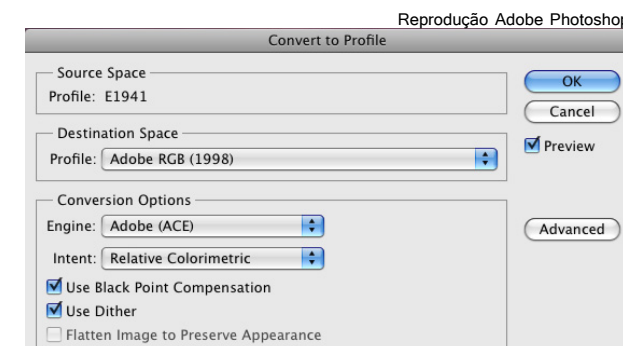 Reprodução Adobe Photoshop
Convert to Profile
Source Space
Profile: E1941
Destination Space
Profile: Adobe RGB (1998)
Conversion Options
Engine: Adobe (ACE)
Intent: Relative Colorimetric
Use Black Point Compensation
Use Dither
Flatten Image to Preserve Appearance
OK
Cancel
Preview
Advanced